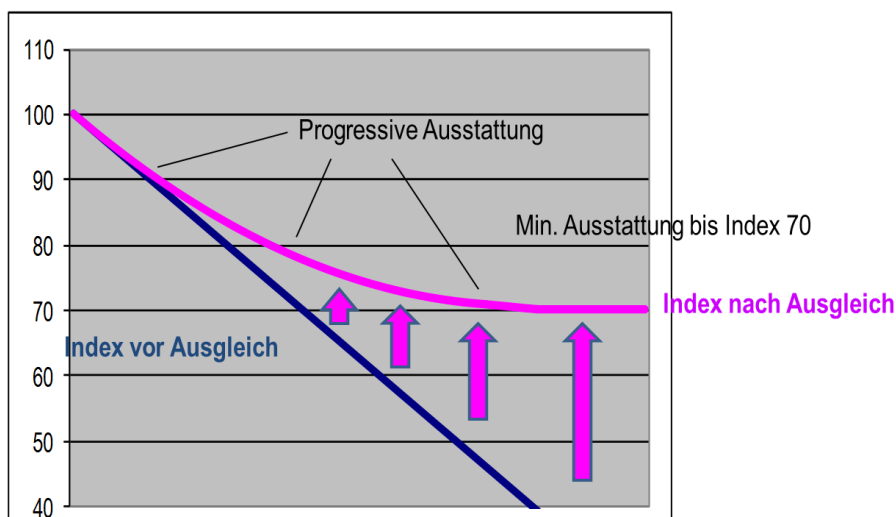 110
100
Progressive Ausstattung
90
Min. Ausstattung bis Index 70
80
70
Index nach Ausgleich
Index vor Ausgleich
60
50
40